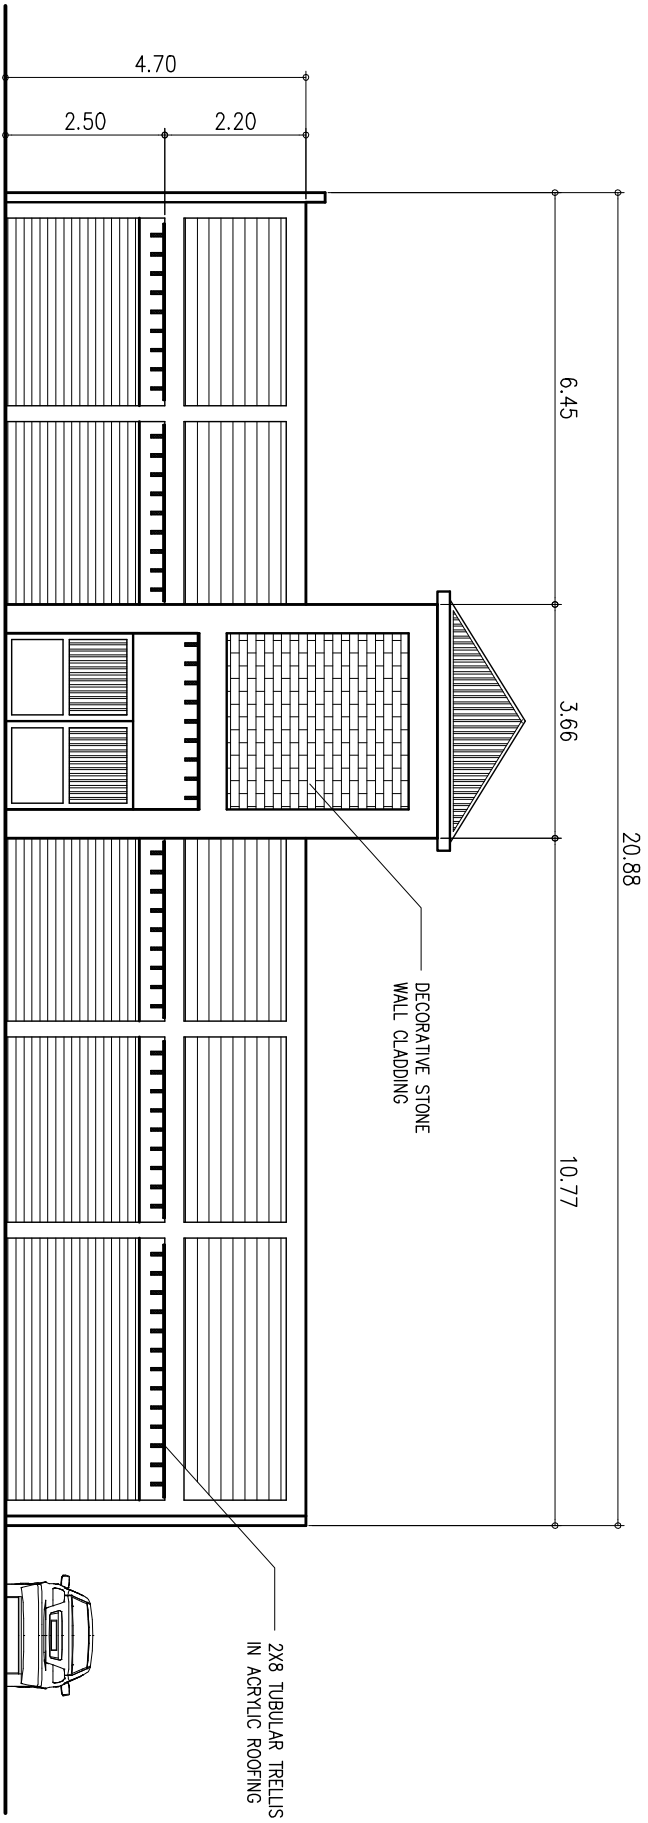 20.88
6.45
3.66
10.77
4.70
2.20
2.50
DECORATIVE STONE
WALL CLADDING
2X8 TUBULAR TRELLIS
IN ACRYLIC ROOFING